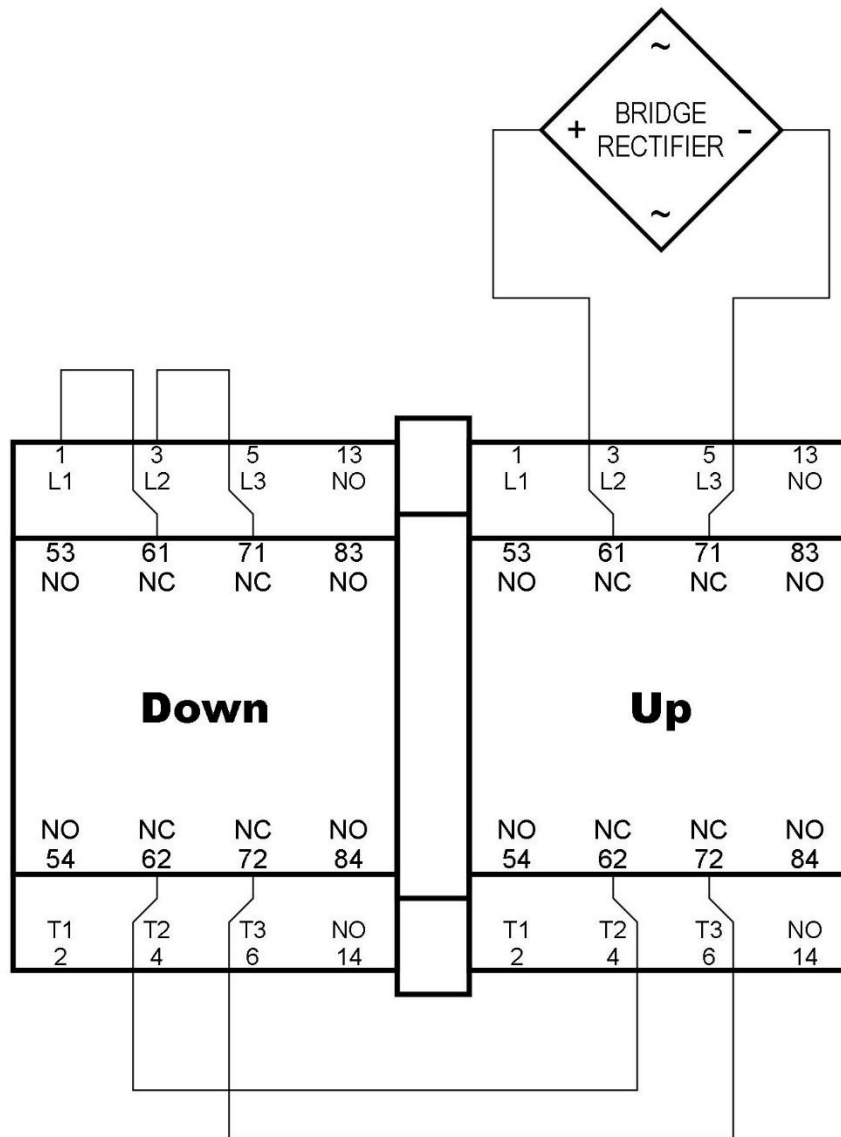 ~
BRIDGE
+ RECTIFIER -
~
1 3 5 13 1 3 5 13
L1 L2 L3 NO L1 L2 L3 NO
53 61 71 83 53 61 71 83
NO NC NC NO NO NC NC NO
Down Up
NO NC NC NO NO NC NC NO
54 62 72 84 54 62 72 84
T1 T2 T3 NO T1 T2 T3 NO
2 4 6 14 2 4 6 14